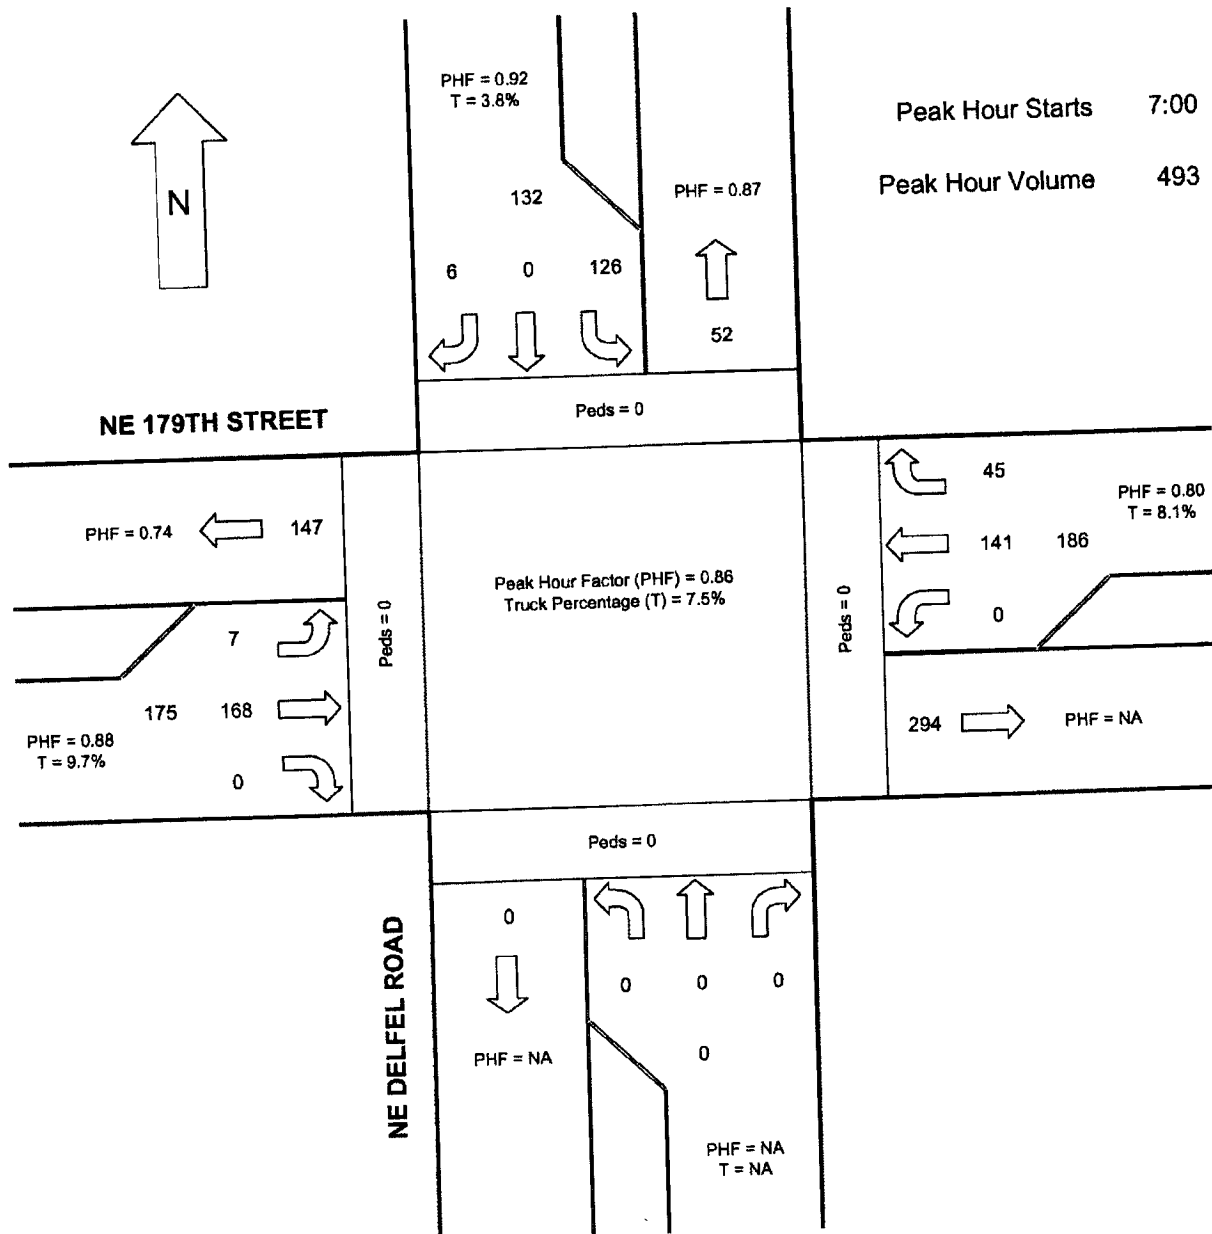 PHF = 0.92
T = 3.8%
Peak Hour Starts 7:00
Peak Hour Volume 493
N
132
PHF = 0.87
6 0 126
52
NE 179TH STREET
Peds = 0
45
PHF = 0.80
T = 8.1%
PHF = 0.74 147
141 186
Peak Hour Factor (PHF) = 0.86
Truck Percentage (T) = 7.5%
Peds = 0
Peds = 0
0
7
175 168
294 PHF = NA
PHF = 0.88
T = 9.7%
0
Peds = 0
0
NE DELFEL ROAD
0 0 0
PHF = NA
0
PHF = NA
T = NA